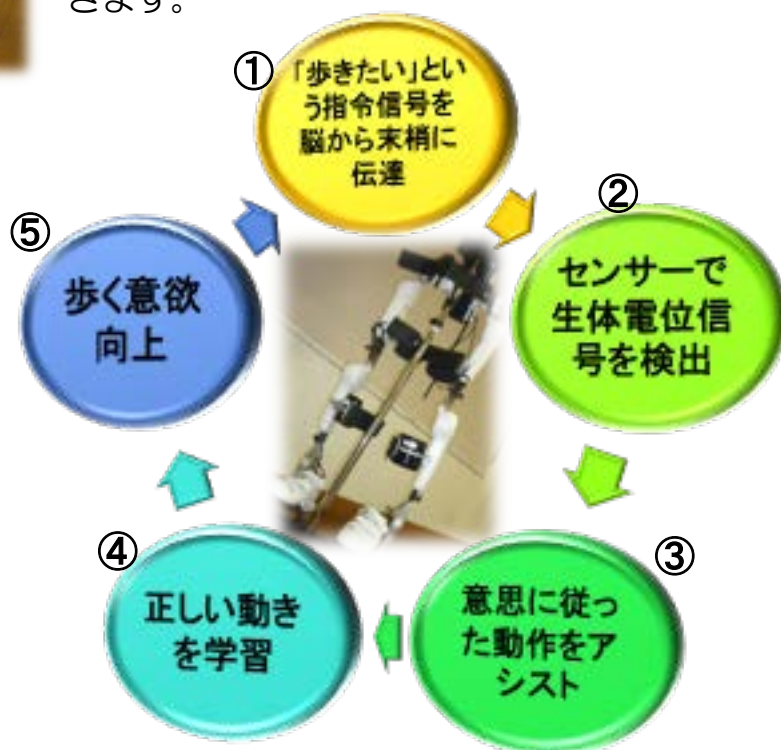 きます。
①
「歩きたい」とい
う指令信号を
脳から末梢に
伝達
②
センサーで
生体電位信
号を検出
③
意思に従っ
た動作をア
シスト
④
正しい動き
を学習
⑤
歩く意欲
向上